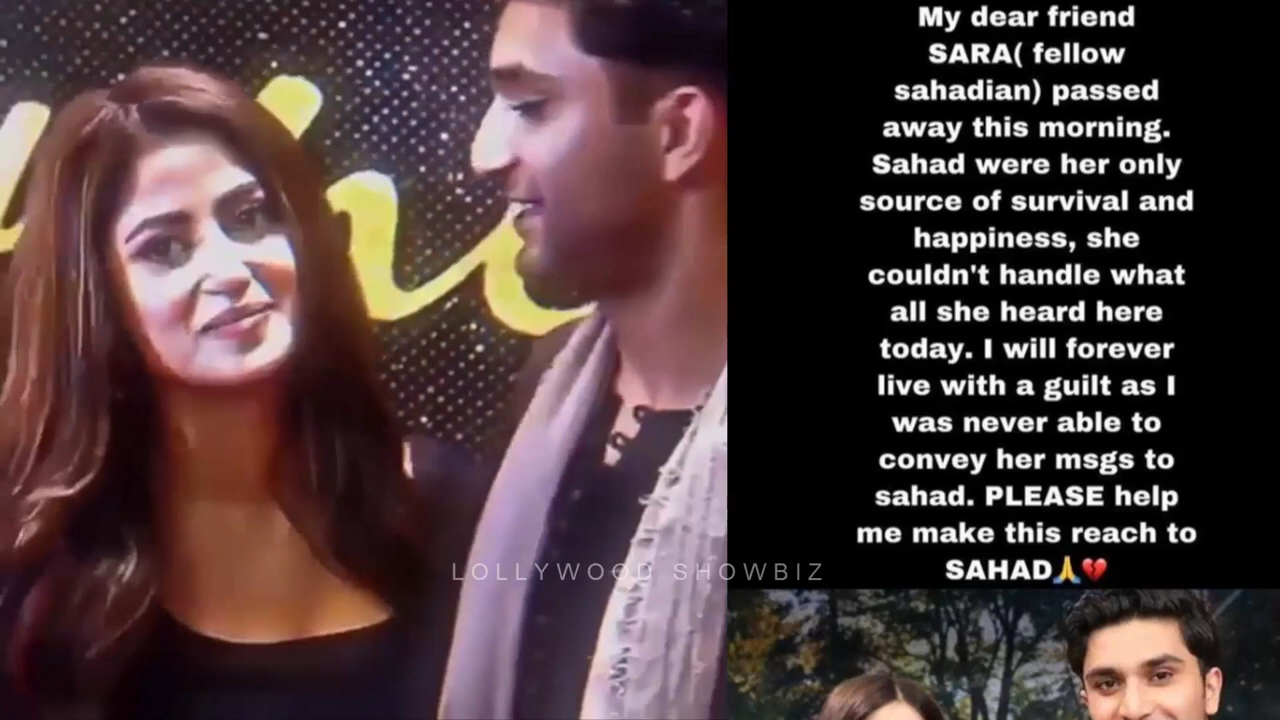 My dear friend
SARA( fellow
sahadian) passed
away this morning.
Sahad were her only
source of survival and
happiness, she
couldn't handle what
all she heard here
today. I will forever
live with a guilt as I
was never able to
convey her msgs to
sahad. PLEASE help
me make this reach to
SAHAD🙏💔
LOLLYWOOD SHOWBIZ